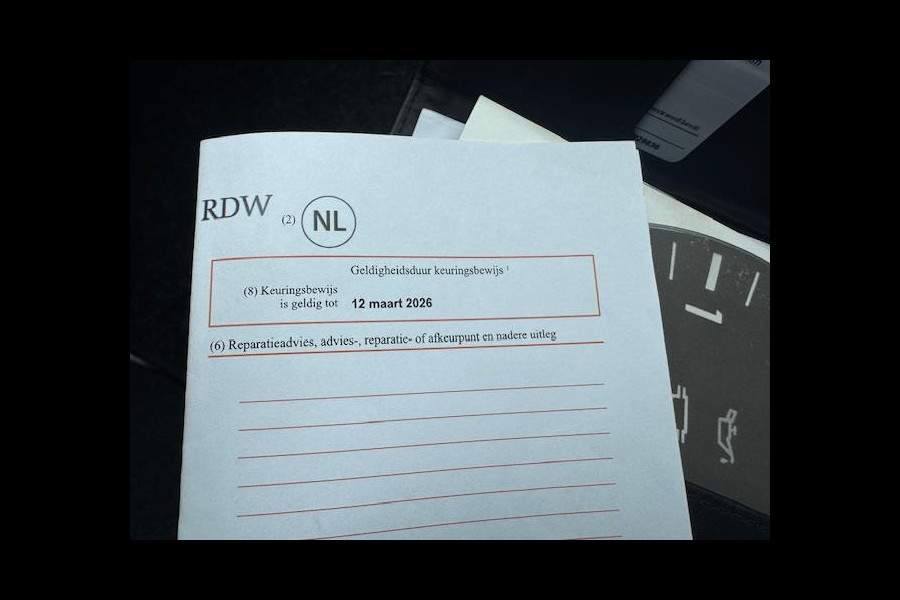 RDW (2) NL
Geldigheidsduur keuringsbewijs 1
(8) Keuringsbewijs
is geldig tot 12 maart 2026
(6) Reparatieadvies, advies-, reparatie- of afkeurpunt en nadere uitleg